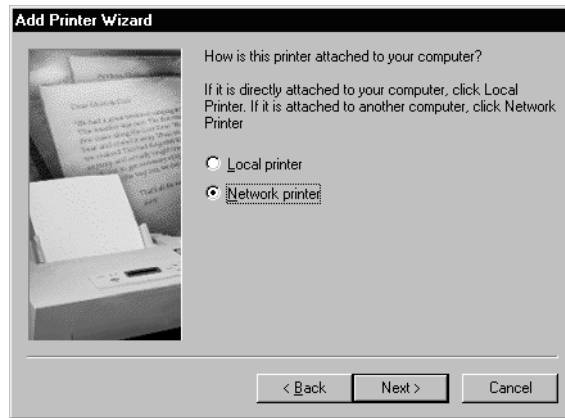 Add Printer Wizard
How is this printer attached to your computer?
If it is directly attached to your computer, click Local
Printer. If it is attached to another computer, click Network
Printer
Local printer
Network printer
< Back
Next >
Cancel